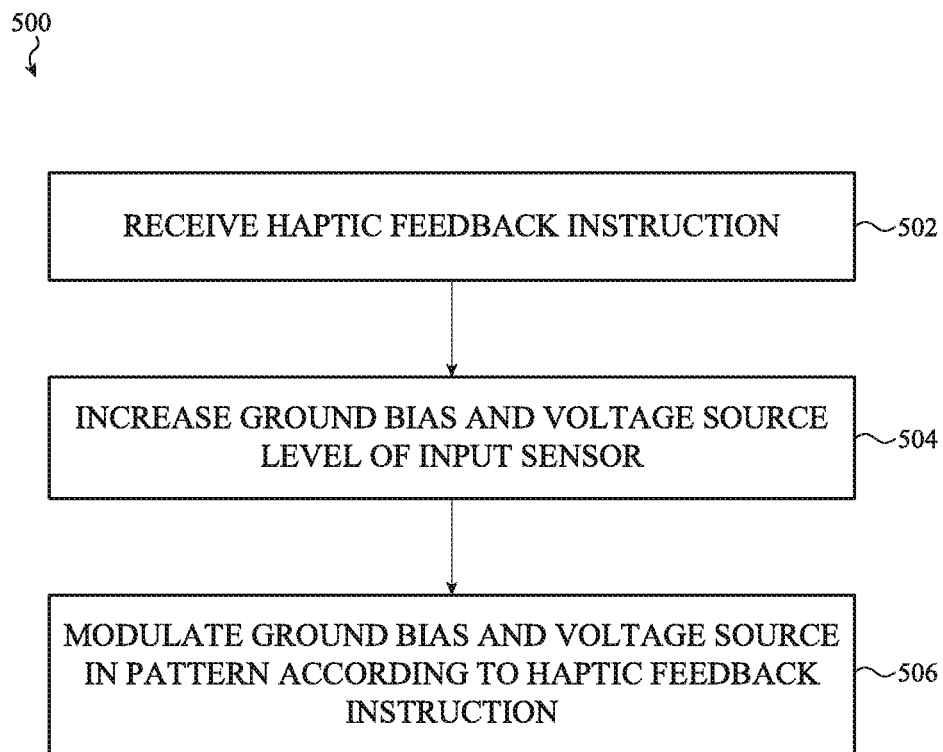 500
RECEIVE HAPTIC FEEDBACK INSTRUCTION
502
INCREASE GROUND BIAS AND VOLTAGE SOURCE
LEVEL OF INPUT SENSOR
504
MODULATE GROUND BIAS AND VOLTAGE SOURCE
IN PATTERN ACCORDING TO HAPTIC FEEDBACK
INSTRUCTION
506